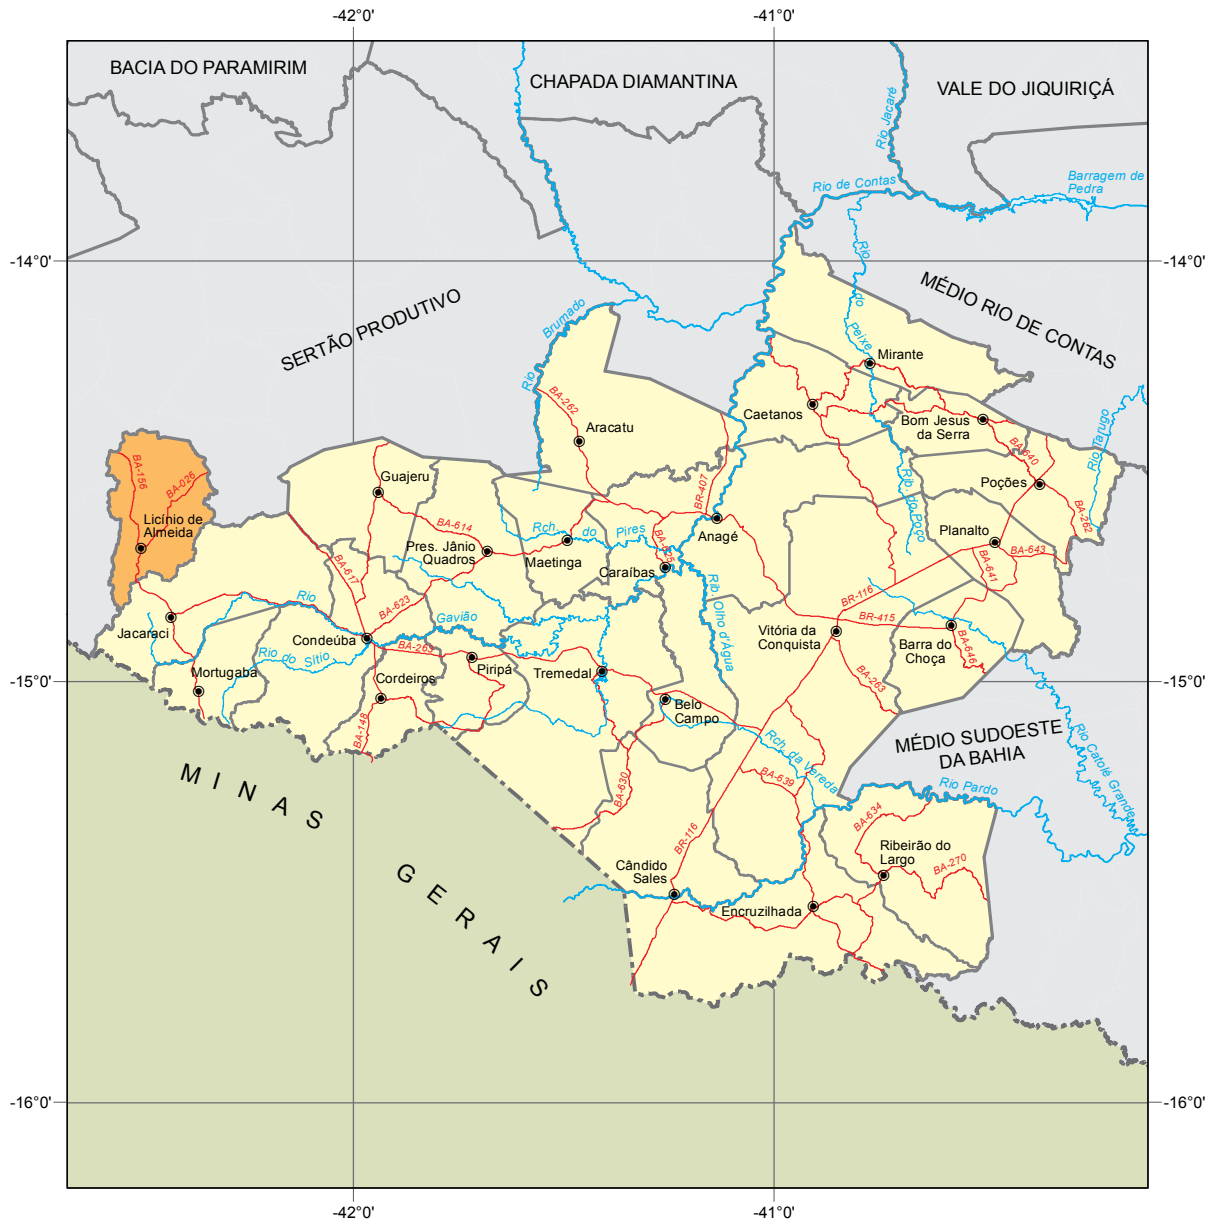 -42°0'
-41°0'
BACIA DO PARAMIRIM
CHAPADA DIAMANTINA
VALE DO JIQUIRIÇÁ
Rio Jacaré
Rio de Contas
Barragem de
Pedra
-14°0'
-14°0'
Rio
do
Peixe
MÉDIO RIO DE CONTAS
SERTÃO PRODUTIVO
Rio
Brumado
Mirante
BA-262
Caetanos
Bom Jesus
da Serra
Aracatu
BA-640
BA-156
BA-026
Guajeru
BR-407
Poções
BA-262
Licínio de
Almeida
BA-614
Rch.
do
Pires
Anagé
Rib. do Poço
Planalto
BA-643
Pres. Jânio
Quadros
Maetinga
Caraíbas
BA-617
BA-641
Rio
BA-623
Rib. Olho d'Água
BR-116
Jacaraci
Condeúba
Gavião
BR-415
Vitória da
Conquista
Barra do
Choça
BA-646
Rio do Sítio
BA-263
Piripá
Tremedal
Mortugaba
Cordeiros
BA-263
-15°0'
-15°0'
Belo
Campo
BA-148
Rch. da Vereda
MÉDIO SUDOESTE
DA BAHIA
Rio Catolé Grande
BA-630
BA-639
Rio Pardo
MINAS
GERAIS
BR-116
BA-634
Ribeirão do
Largo
BA-270
Cândido
Sales
Encruzilhada
-16°0'
-16°0'
-42°0'
-41°0'